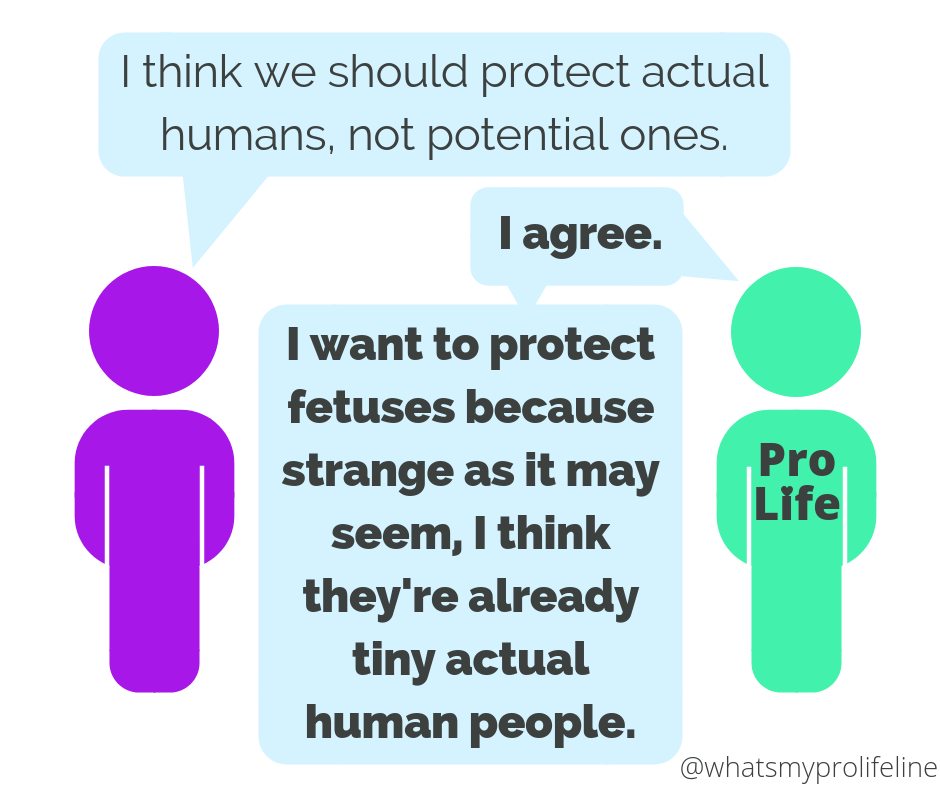 I think we should protect actual
humans, not potential ones.
I agree.
I want to protect
fetuses because
strange as it may
seem, I think
they're already
tiny actual
human people.
Pro
Life
@whatsmyprolifeline